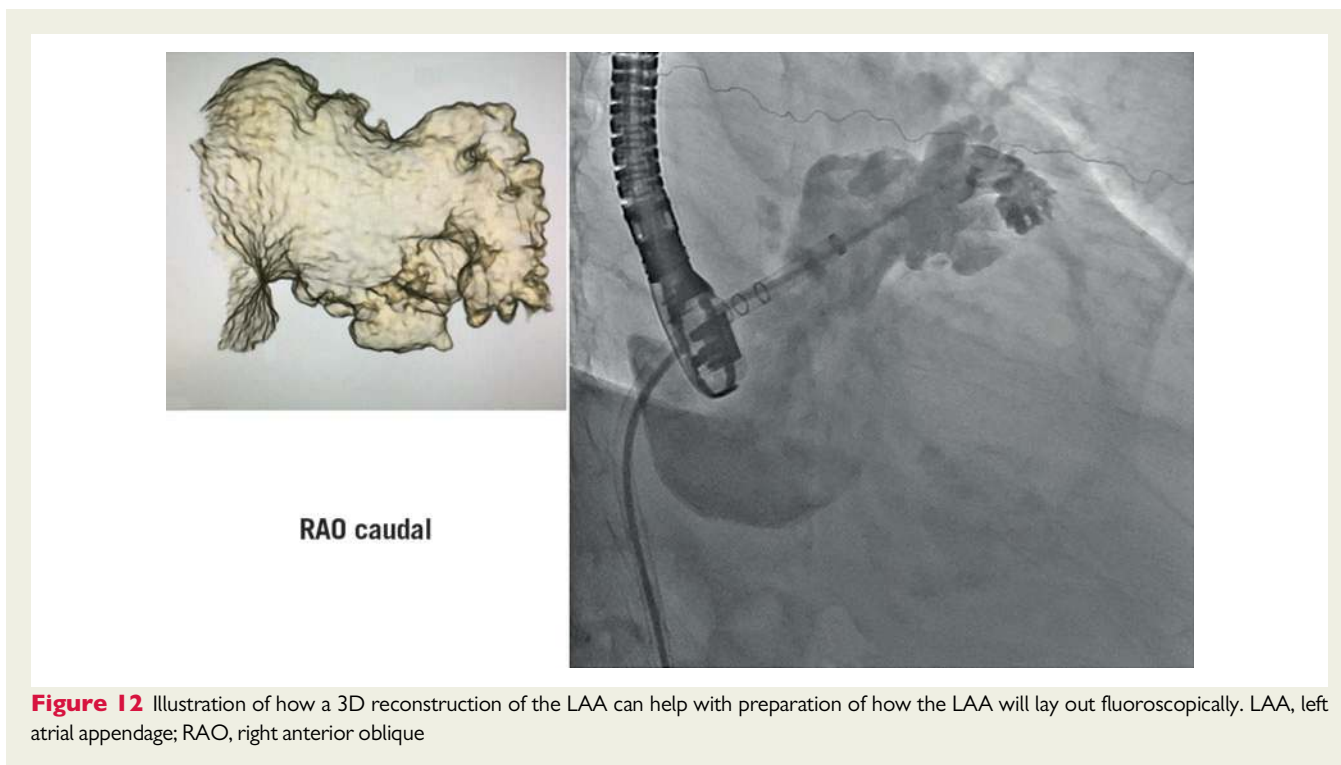 RAO caudal
Figure 12 Illustration of how a 3D reconstruction of the LAA can help with preparation of how the LAA will lay out fluoroscopically. LAA, left
atrial appendage; RAO, right anterior oblique